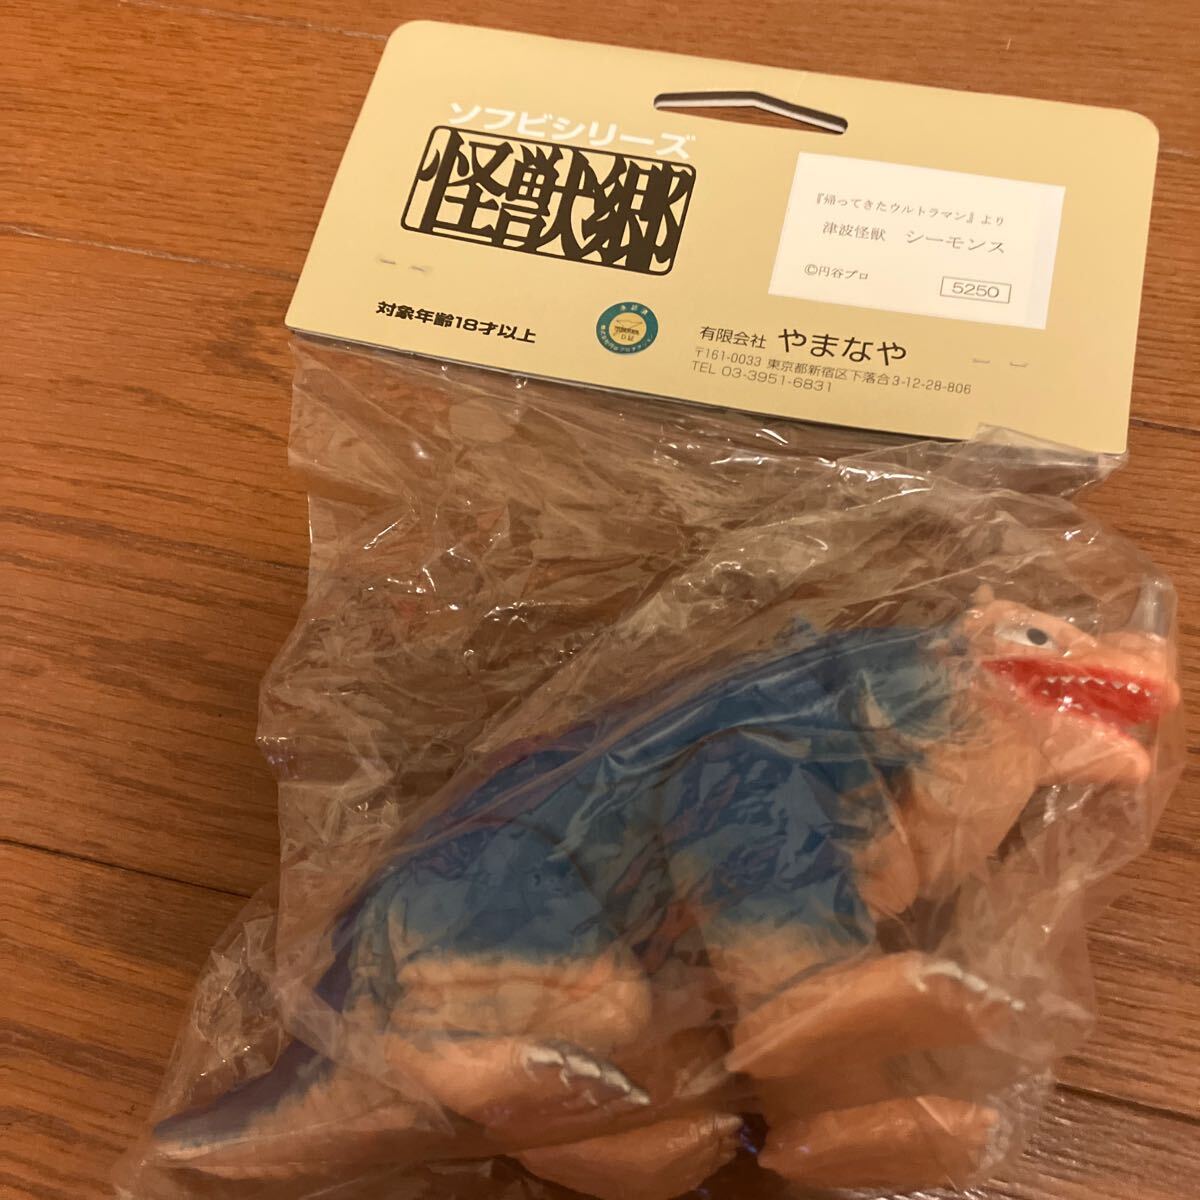 ソフビシリーズ
怪獣郷
『帰ってきたウルトラマン』より
津波怪獣 シーモンス
©円谷プロ
5250
対象年齢18才以上
有限会社 やまなや
〒161-0033 東京都新宿区下落合3-12-28-806
TEL 03-3951-6831